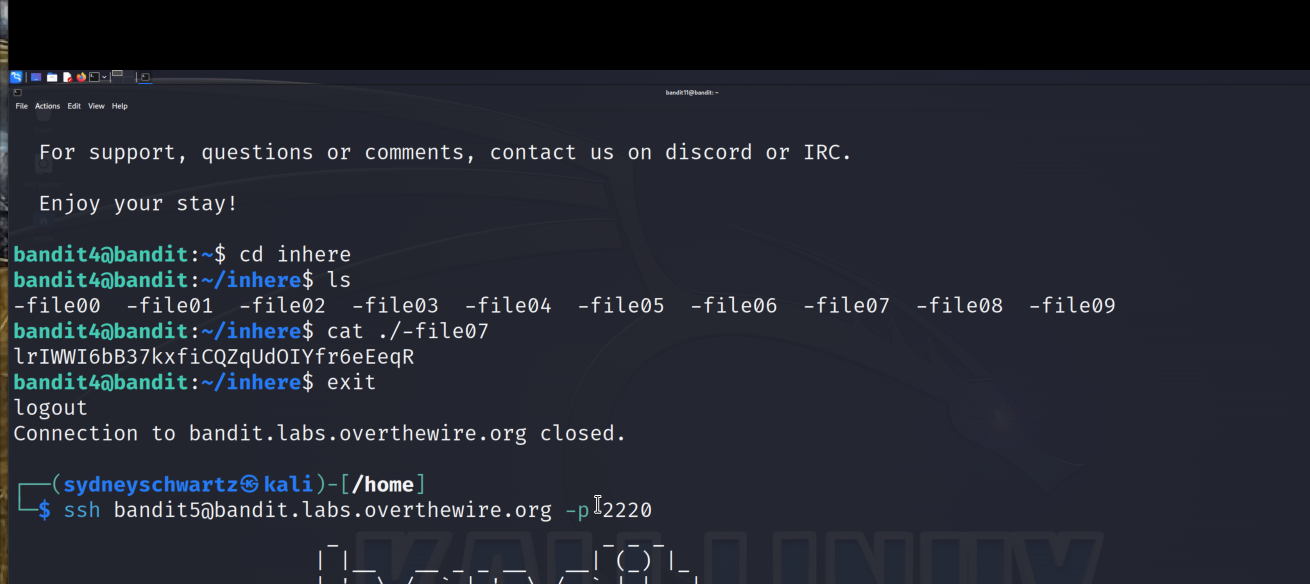 bandit11@bandit: ~
File Actions Edit View Help
For support, questions or comments, contact us on discord or IRC.
Enjoy your stay!
bandit4@bandit:~$ cd inhere
bandit4@bandit:~/inhere$ ls
-file00 -file01 -file02 -file03 -file04 -file05 -file06 -file07 -file08 -file09
bandit4@bandit:~/inhere$ cat ./-file07
lrIWWI6bB37kxfiCQZqUdOIYfr6eEeqR
bandit4@bandit:~/inhere$ exit
logout
Connection to bandit.labs.overthewire.org closed.
┌──(sydneyschwartz㉿kali)-[/home]
└─$ ssh bandit5@bandit.labs.overthewire.org -p 2220
KALI LINUX